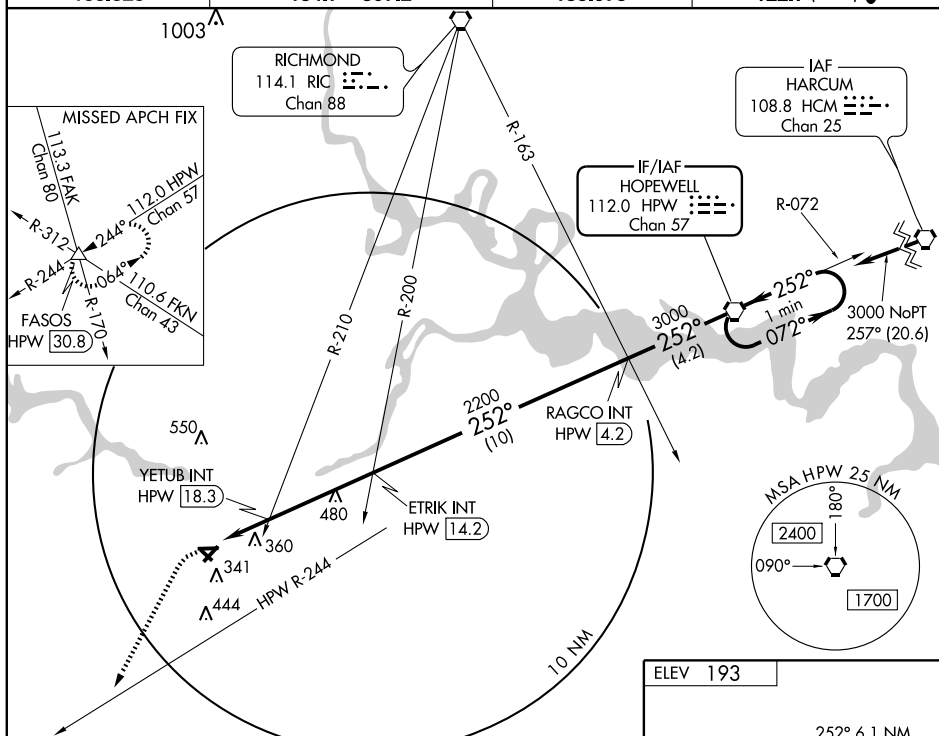 1003
RICHMOND
114.1 RIC
Chan 88
IAF
HARCUM
108.8 HCM
Chan 25
MISSED APCH FIX
113.3 FAK
Chan 80
112.0 HPW
Chan 57
R-312
244°
R-244
064°
110.6 FKN
Chan 43
R-170
FASOS
HPW 30.8
R-163
IF/IAF
HOPEWELL
112.0 HPW
Chan 57
R-072
R-210
R-200
252°
1 min
072°
3000 NoPT
257° (20.6)
3000
252°
(4.2)
2200
252°
(10)
RAGCO INT
HPW 4.2
550
YETUB INT
HPW 18.3
480
ETRIK INT
HPW 14.2
360
341
444
HPW R-244
10 NM
MSA HPW 25 NM
180°
2400
090°
1700
ELEV 193
252° 6.1 NM